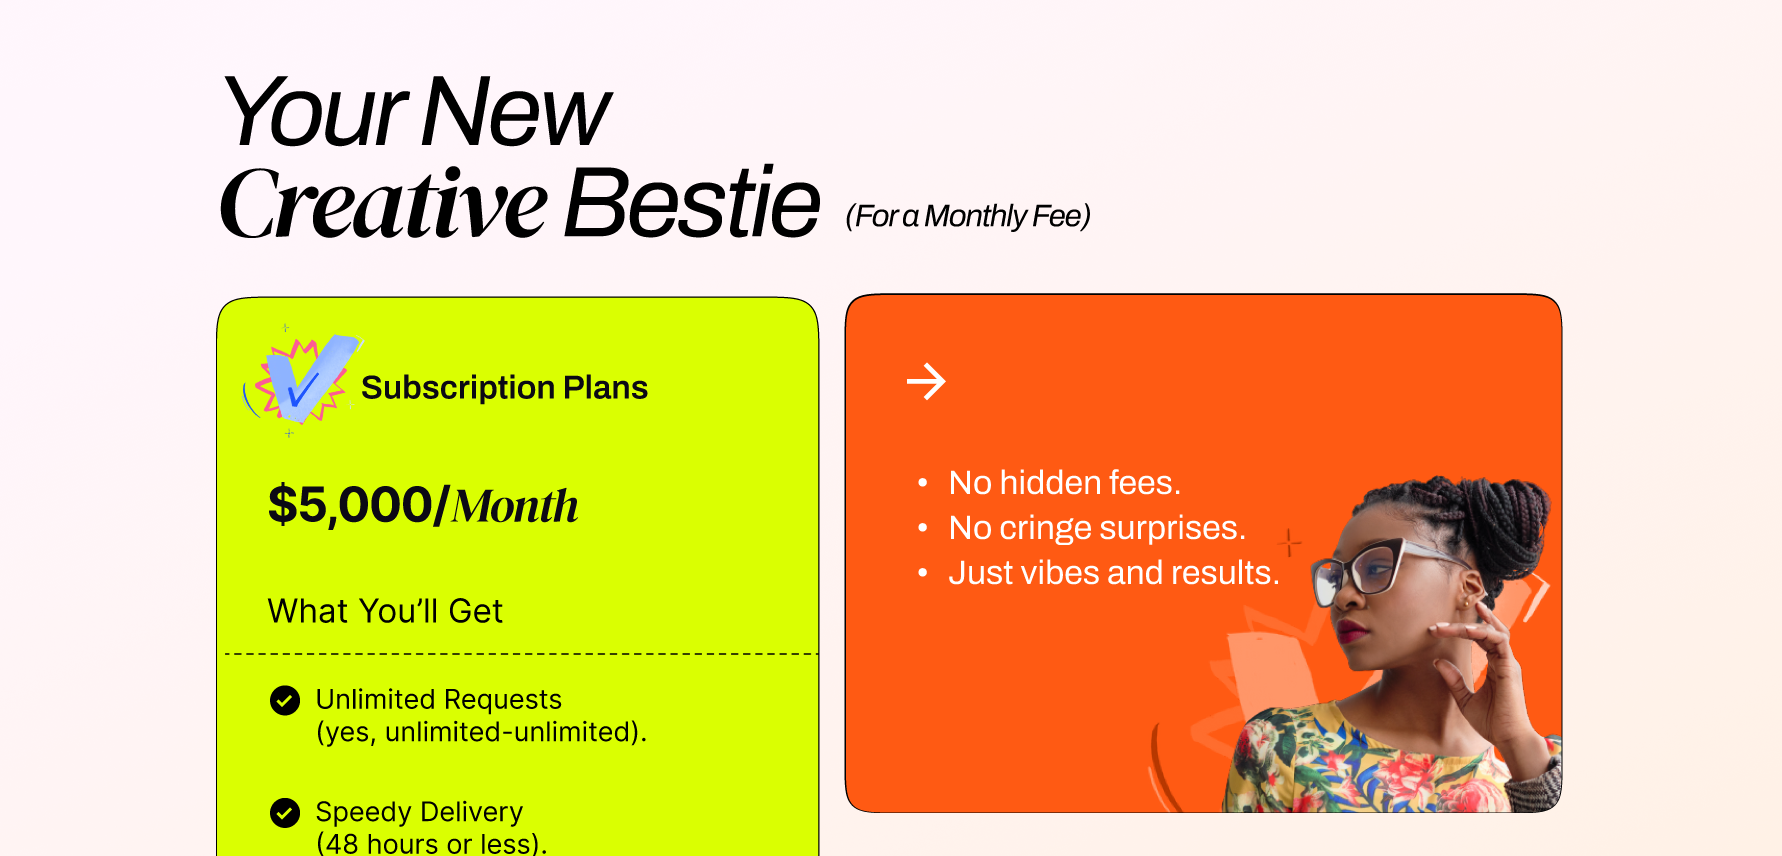 Your New
Creative Bestie (For a Monthly Fee)
Subscription Plans
$5,000/Month
What You’ll Get
Unlimited Requests
(yes, unlimited-unlimited).
Speedy Delivery
(48 hours or less).
• No hidden fees.
• No cringe surprises.
• Just vibes and results.